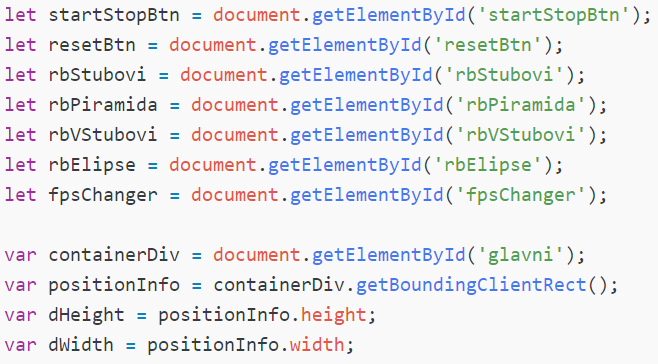 let startStopBtn = document.getElementById('startStopBtn');
let resetBtn = document.getElementById('resetBtn');
let rbStubovi = document.getElementById('rbStubovi');
let rbPiramida = document.getElementById('rbPiramida');
let rbVStubovi = document.getElementById('rbVStubovi');
let rbElipse = document.getElementById('rbElipse');
let fpsChanger = document.getElementById('fpsChanger');

var containerDiv = document.getElementById('glavni');
var positionInfo = containerDiv.getBoundingClientRect();
var dHeight = positionInfo.height;
var dWidth = positionInfo.width;